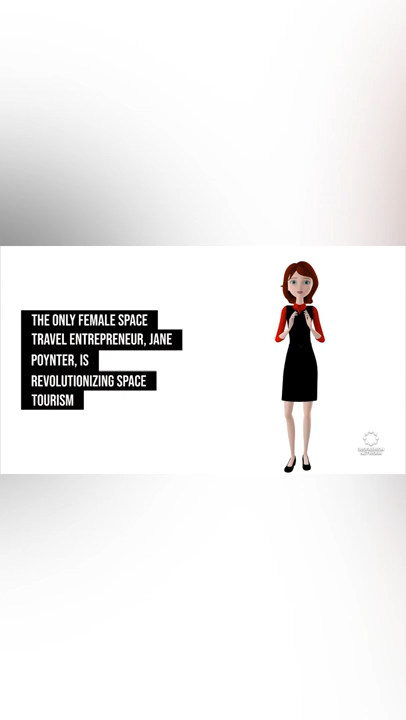 THE ONLY FEMALE SPACE
TRAVEL ENTREPRENEUR, JANE
POYNTER, IS
REVOLUTIONIZING SPACE
TOURISM